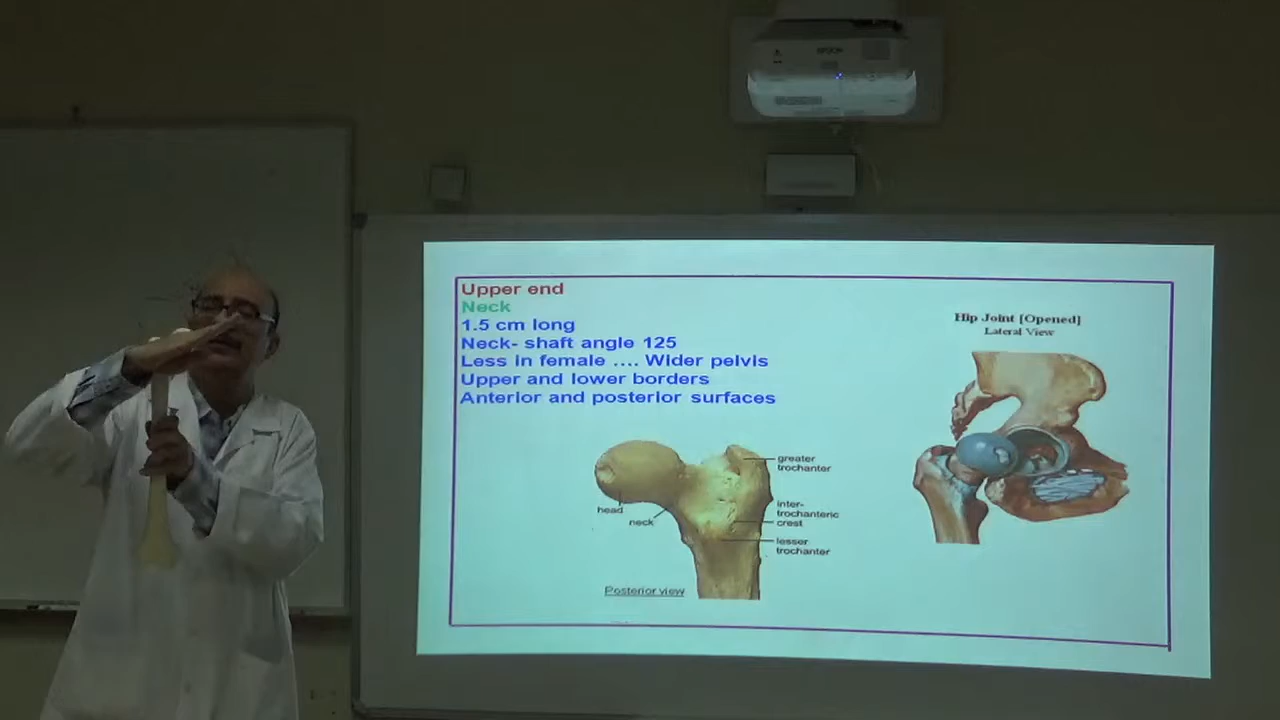 EPSON
Upper end
Neck
1.5 cm long
Neck- shaft angle 125
Less in female .... Wider pelvis
Upper and lower borders
Anterior and posterior surfaces
Hip Joint [Opened]
Lateral View
greater
trochanter
head
neck
inter-
trochanteric
crest
lesser
trochanter
Posterior view